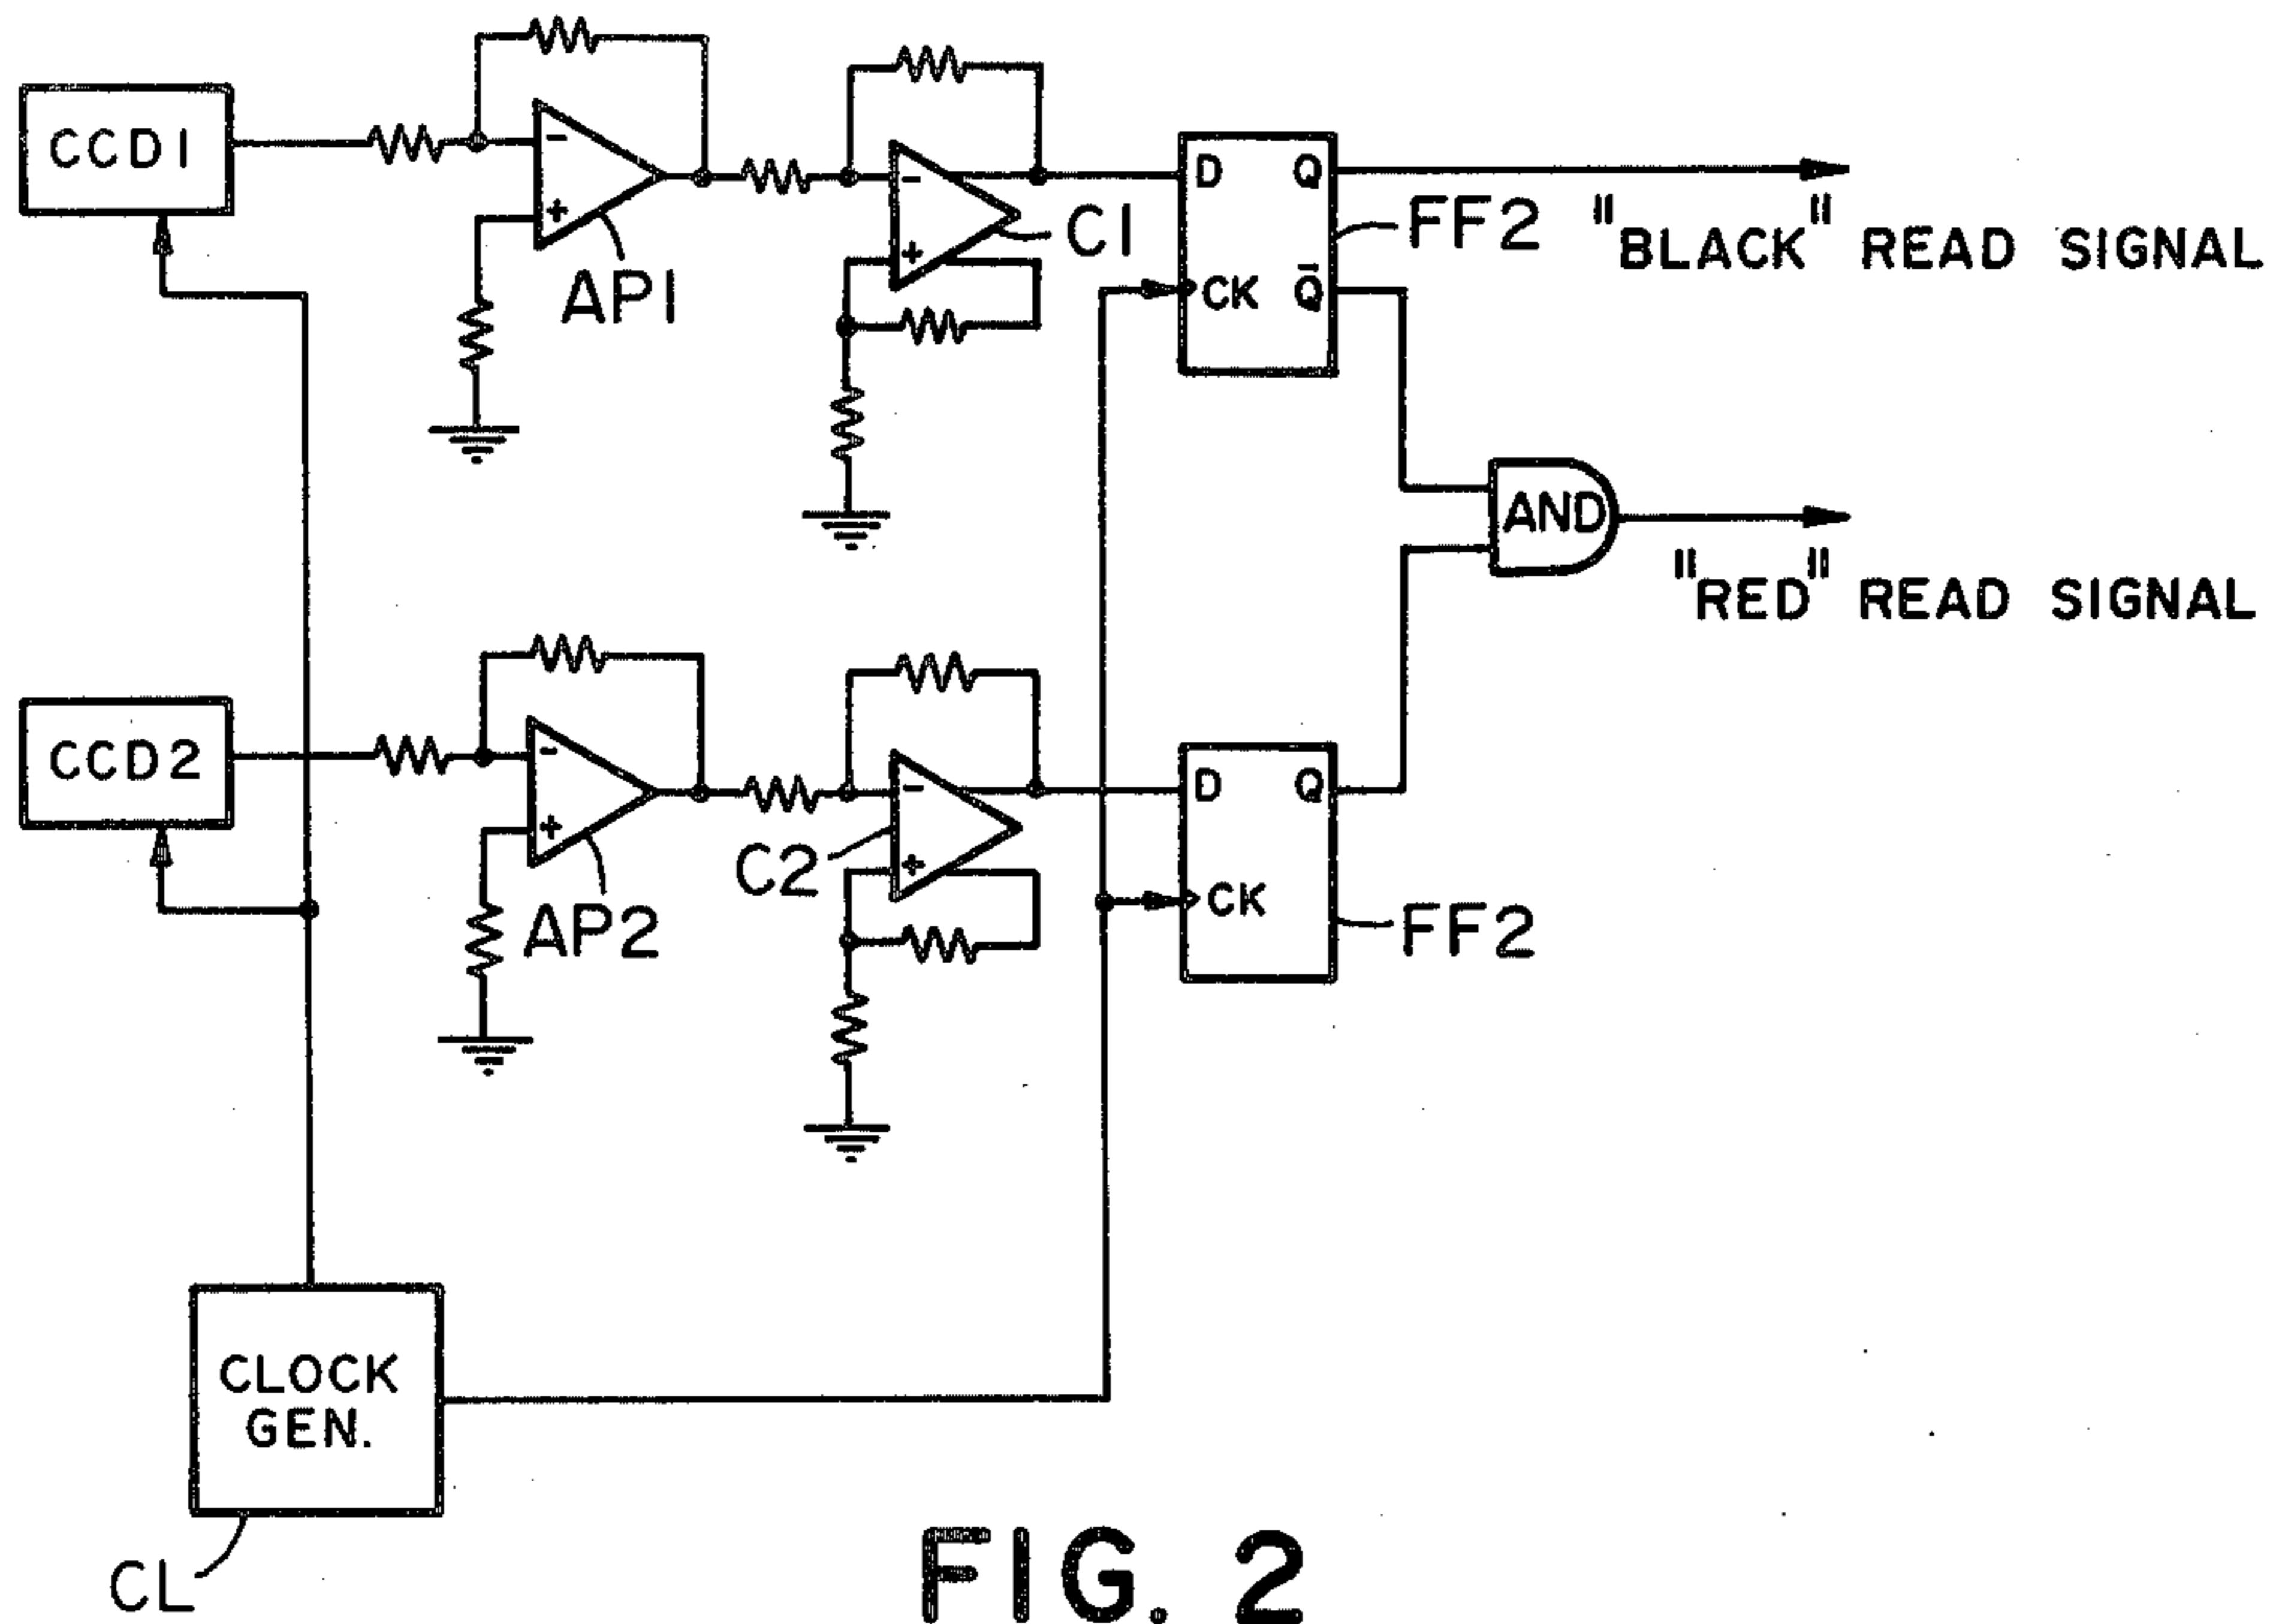 CCD1
-
+
AP1
-
+
C1
D Q
CK Q̅
FF2
"BLACK" READ SIGNAL
AND
"RED" READ SIGNAL
CCD2
-
+
AP2
-
+
C2
D Q
CK
FF2
CLOCK
GEN.
CL
FIG. 2